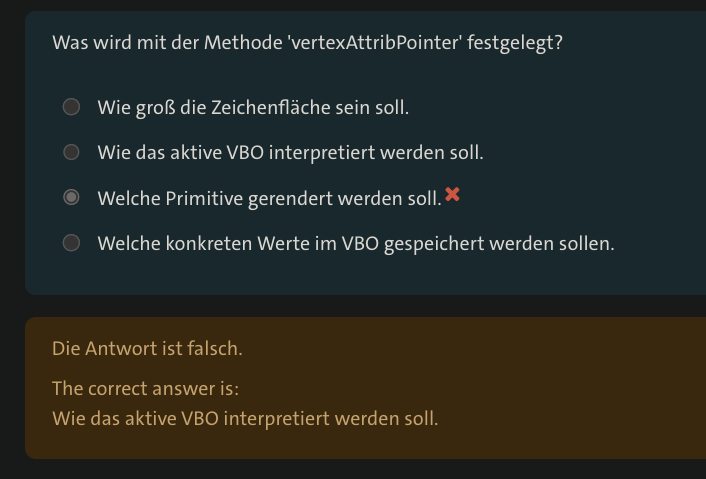 Was wird mit der Methode 'vertexAttribPointer' festgelegt?
Wie groß die Zeichenfläche sein soll.
Wie das aktive VBO interpretiert werden soll.
Welche Primitive gerendert werden soll.
Welche konkreten Werte im VBO gespeichert werden sollen.
Die Antwort ist falsch.
The correct answer is:
Wie das aktive VBO interpretiert werden soll.